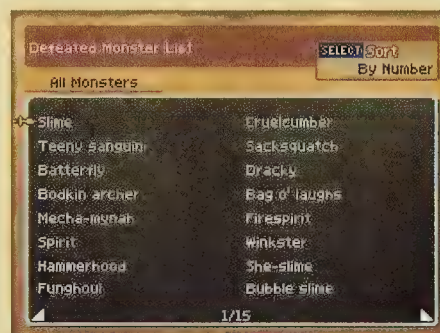 Defeated Monster List
SELECT: Sort
By Number
All Monsters
Slime Cruelcumber
Teeny sanguini Sacksquatch
Batterfly Dracky
Bodkin archer Bag o' laughs
Mecha-mynah Firespirit
Spirit Winkster
Hammerhood She-slime
Funghoul Bubble slime
1/15